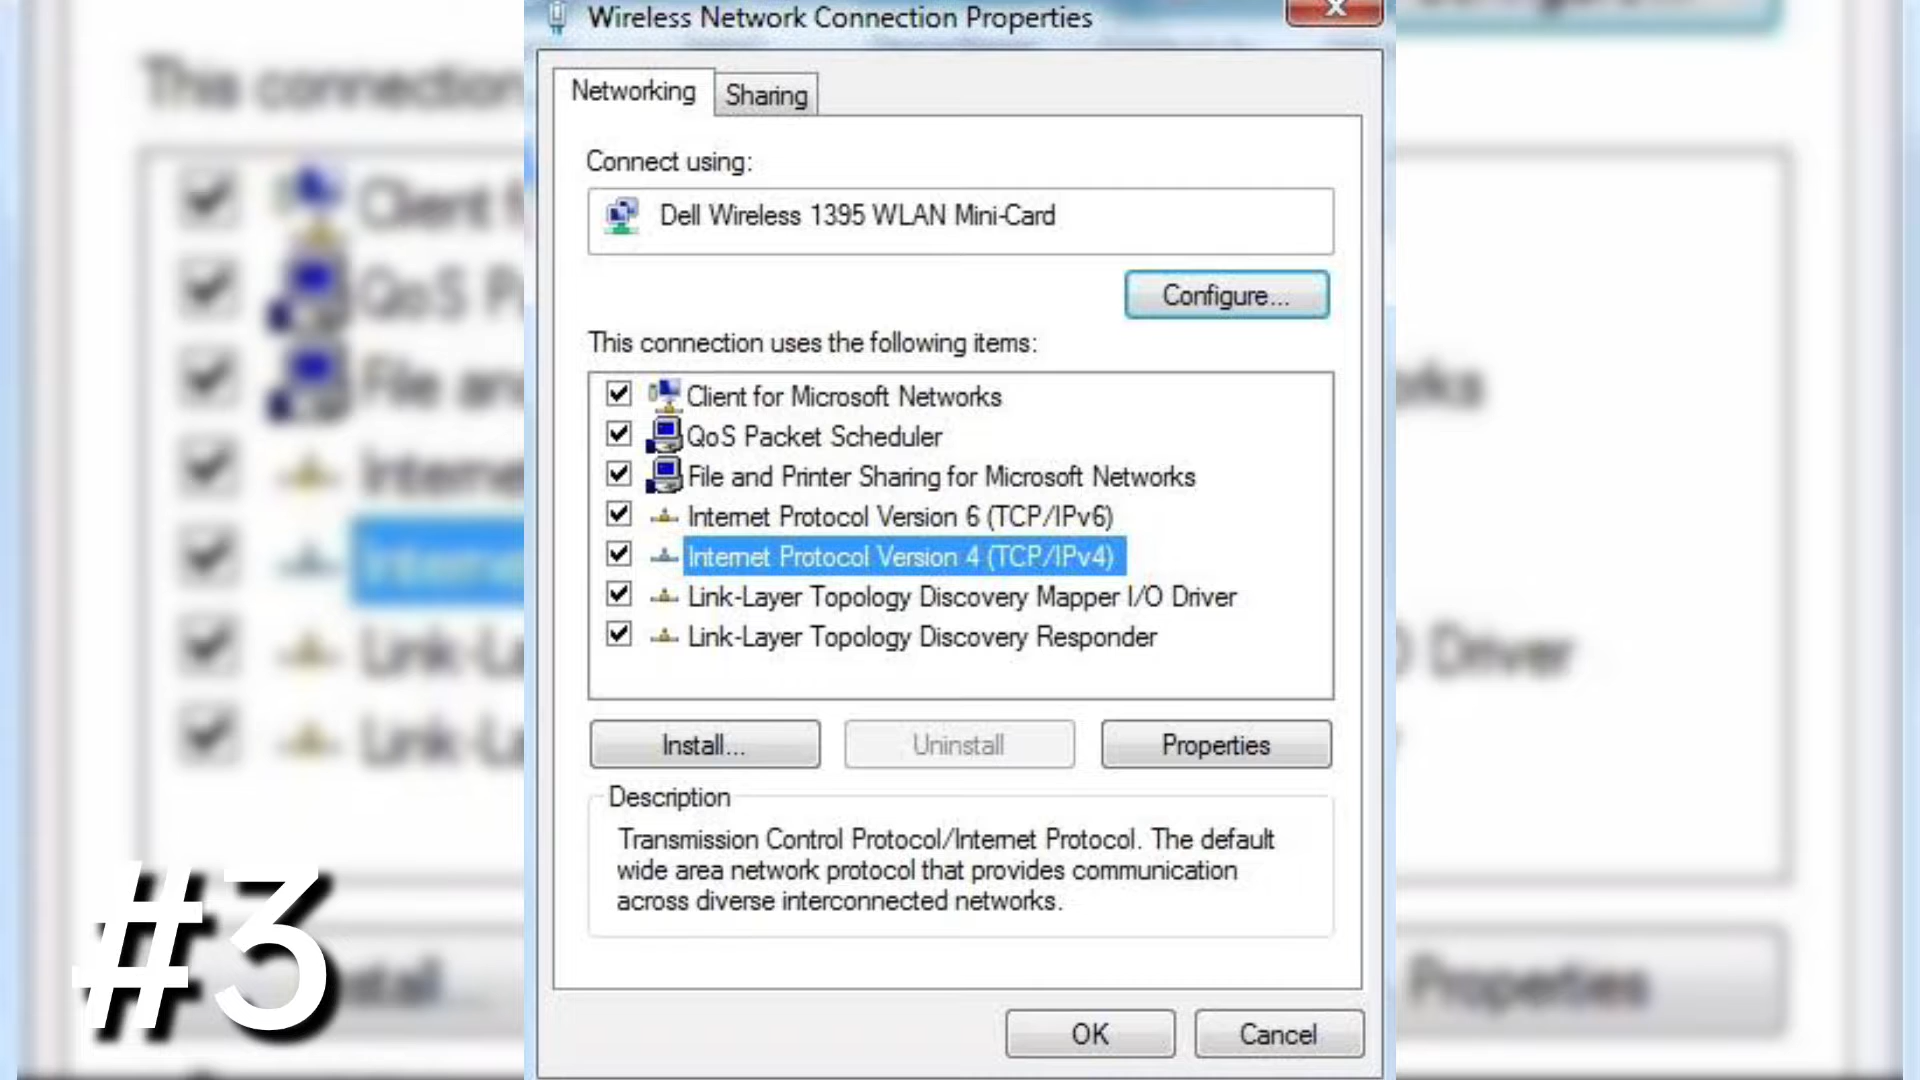 Wireless Network Connection Properties
Networking
Sharing
Connect using:
Dell Wireless 1395 WLAN Mini-Card
Configure...
This connection uses the following items:
Client for Microsoft Networks
QoS Packet Scheduler
File and Printer Sharing for Microsoft Networks
Internet Protocol Version 6 (TCP/IPv6)
Internet Protocol Version 4 (TCP/IPv4)
Link-Layer Topology Discovery Mapper I/O Driver
Link-Layer Topology Discovery Responder
Install...
Uninstall
Properties
Description
Transmission Control Protocol/Internet Protocol. The default
wide area network protocol that provides communication
across diverse interconnected networks.
OK
Cancel
#3